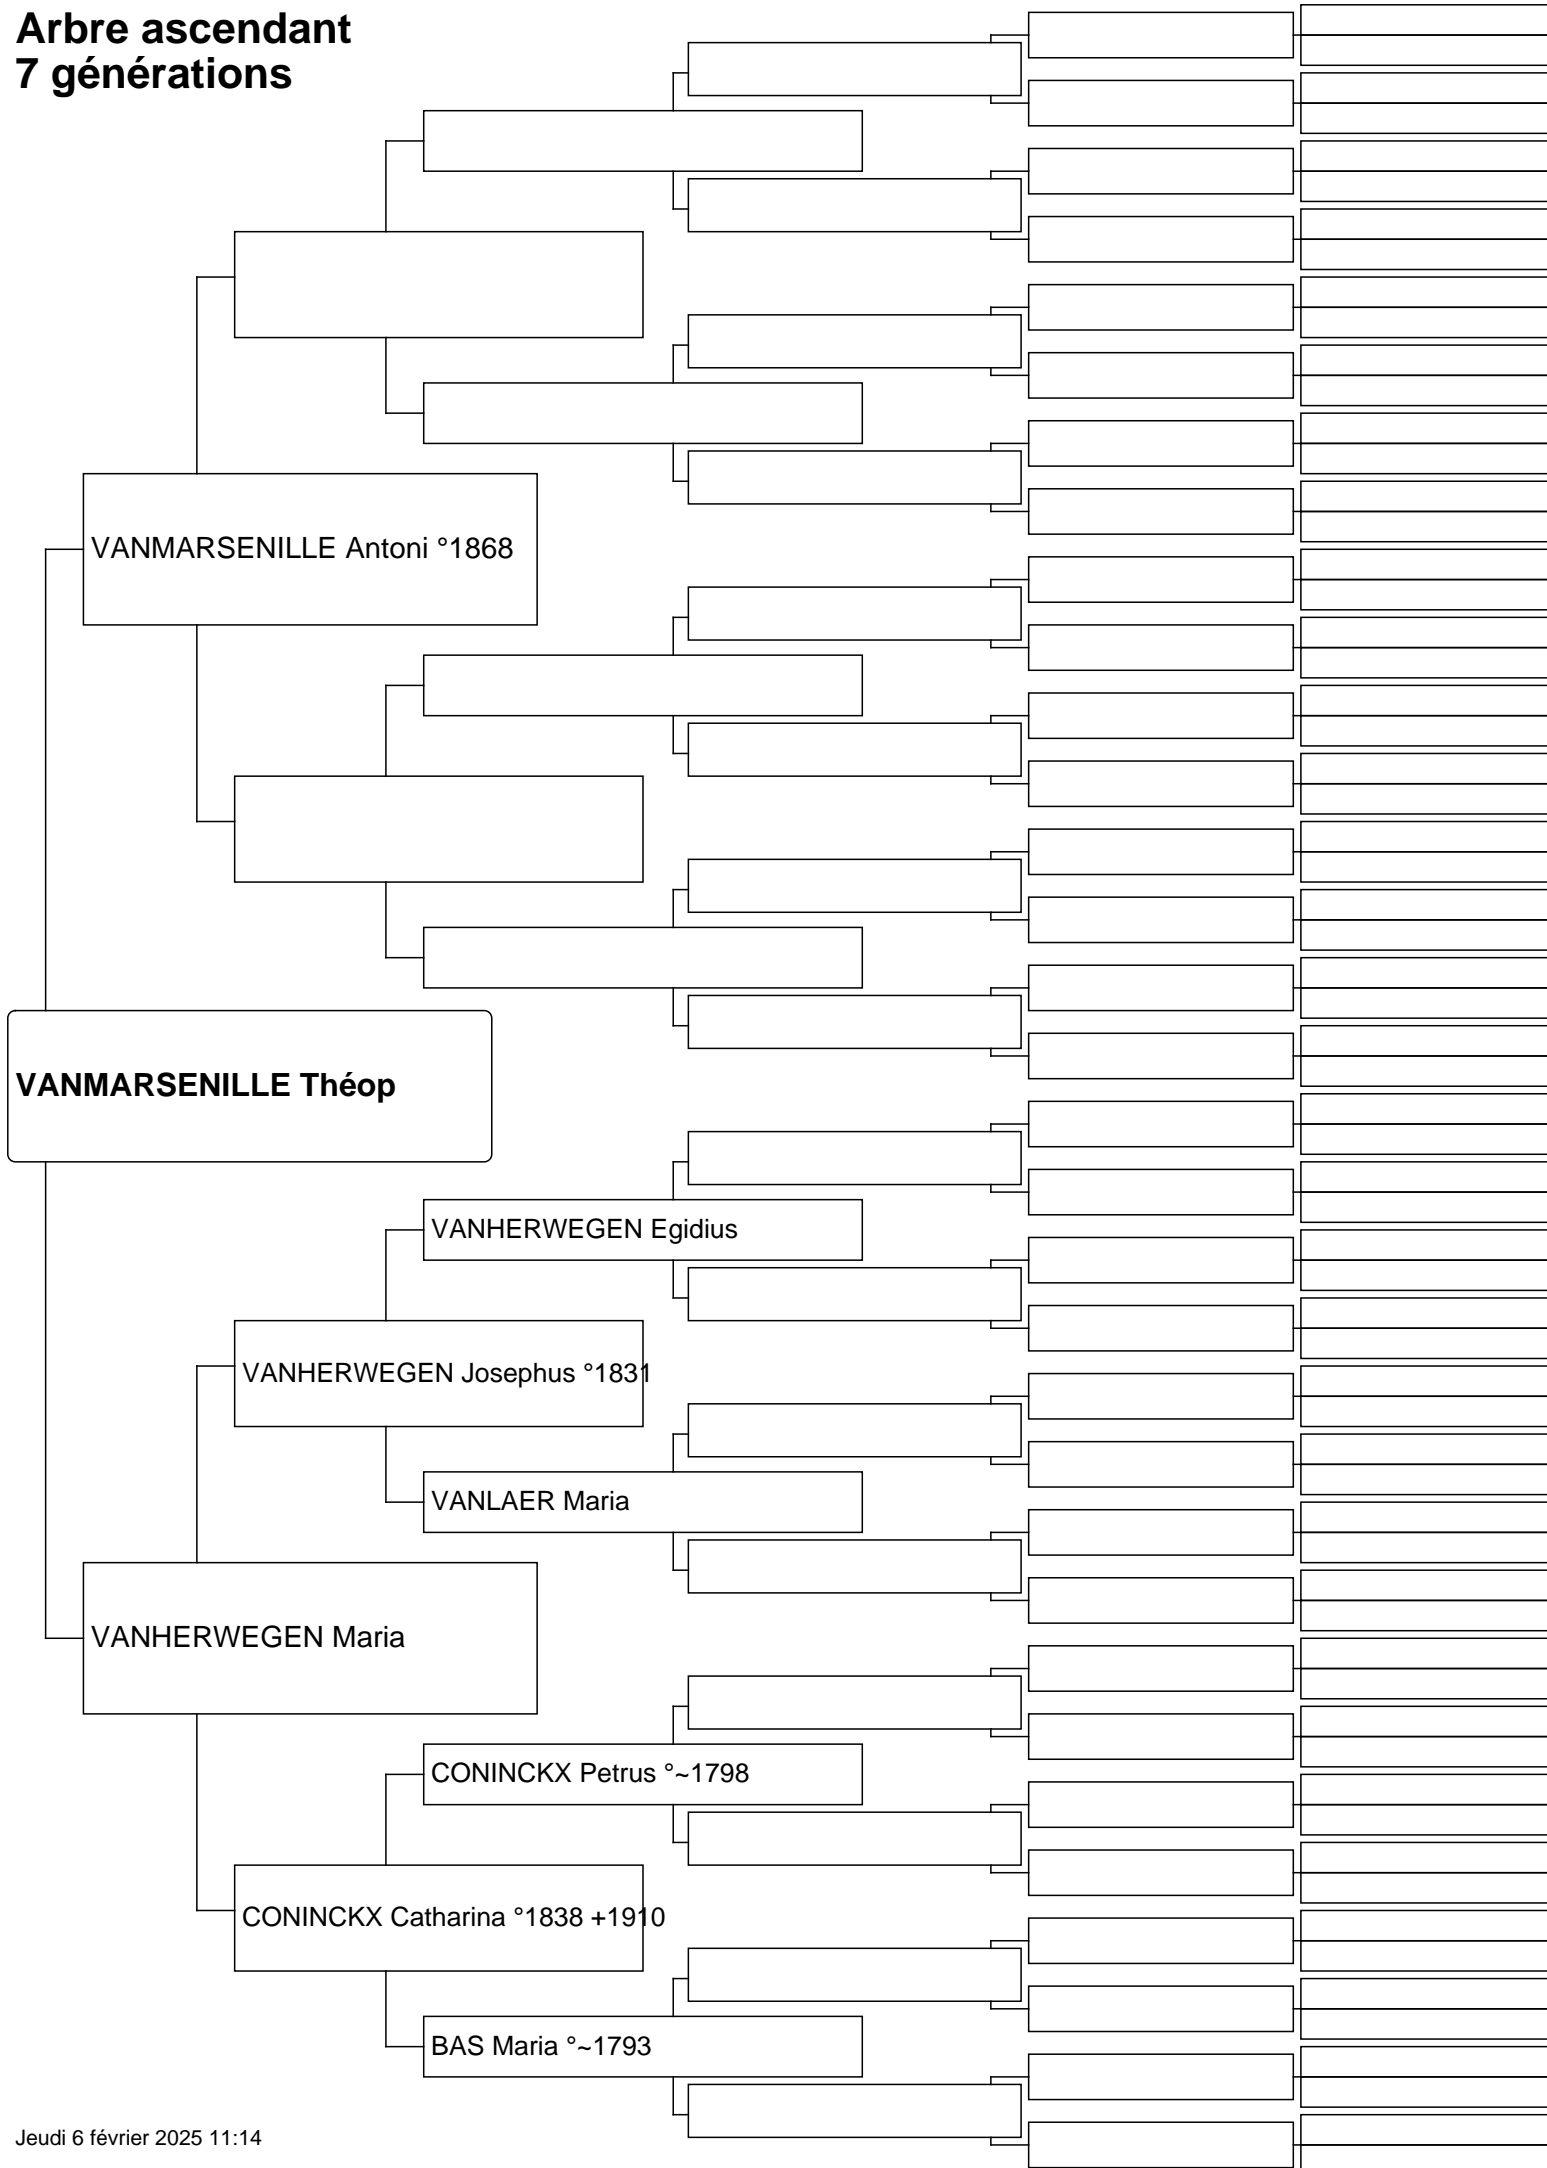 Arbre ascendant
7 générations
VANMARSENILLE Antoni °1868
VANMARSENILLE Théop
VANHERWEGEN Egidius
VANHERWEGEN Josephus °1831
VANLAER Maria
VANHERWEGEN Maria
CONINCKX Petrus °~1798
CONINCKX Catharina °1838 +1910
BAS Maria °~1793
Jeudi 6 février 2025 11:14